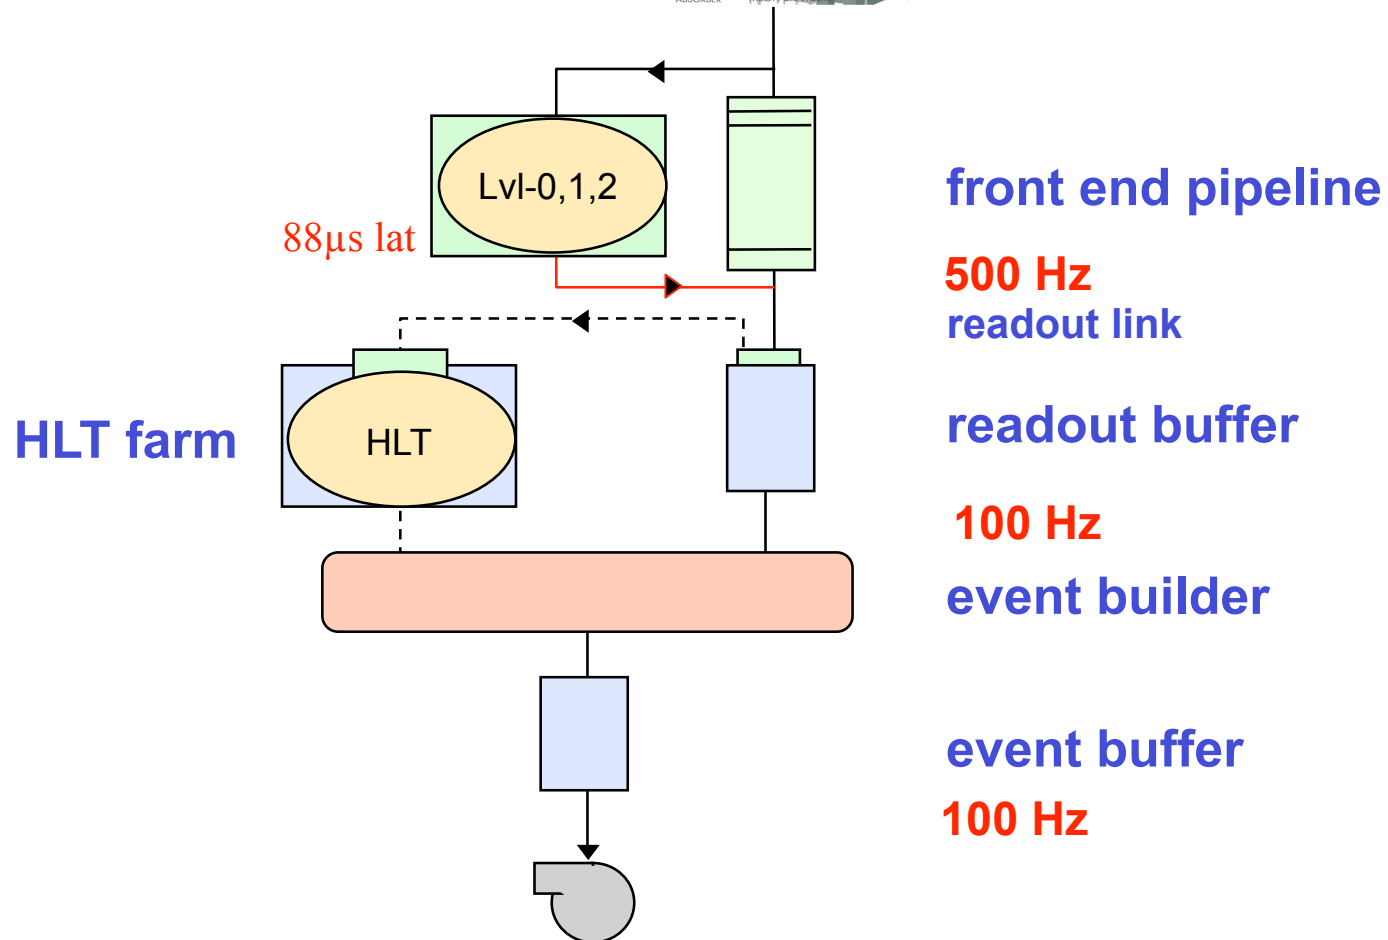 ABSORBER
Lvl-0,1,2
front end pipeline
88µs lat
500 Hz
readout link
HLT farm
HLT
readout buffer
100 Hz
event builder
event buffer
100 Hz